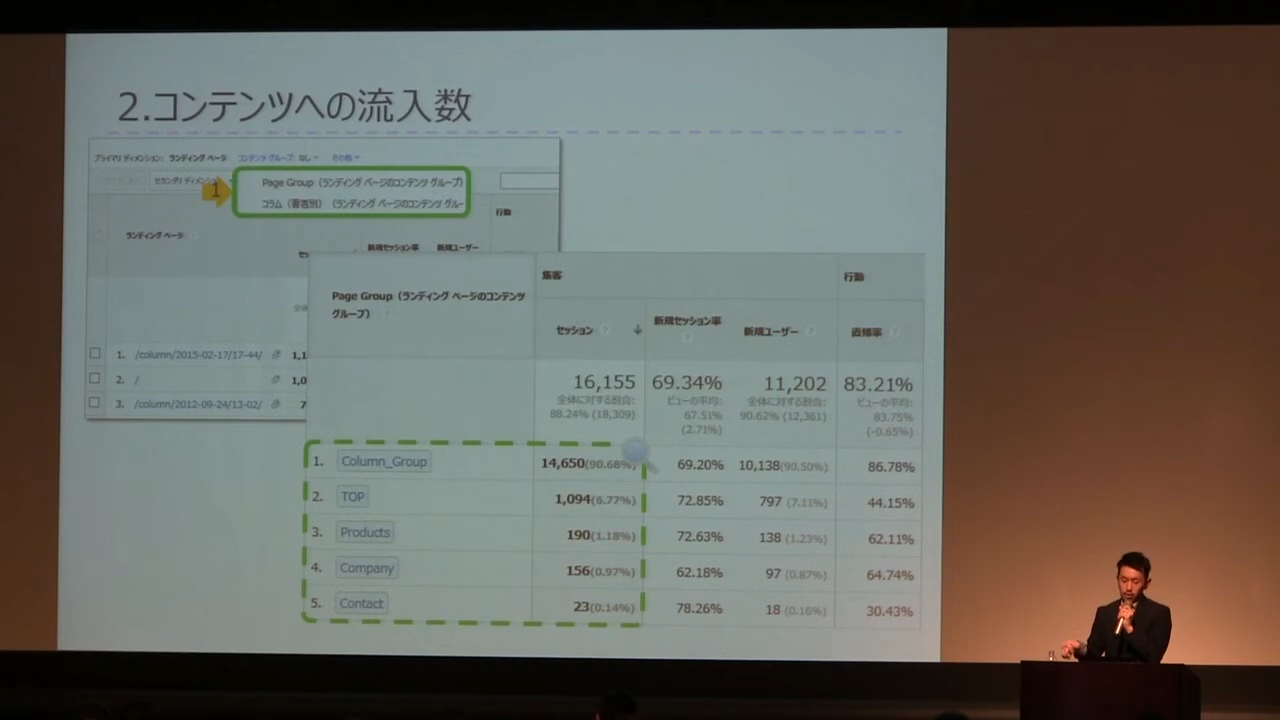 2.コンテンツへの流入数
プライマリ ディメンション: ランディング ページ コンテンツ グループ: なし その他
セカンダリ ディメンション
1
Page Group（ランディング ページのコンテンツ グループ）
コラム（著者別）（ランディング ページのコンテンツ グルー
行動
ランディング ページ
新規セッション率 新規ユーザー
1. /column/2015-02-17/17-44/ 1,1
2. / 1,0
3. /column/2012-09-24/13-02/ 7
Page Group（ランディング ページのコンテンツ
グループ）
集客 行動
セッション 新規セッション率 新規ユーザー 直帰率
16,155 69.34% 11,202 83.21%
全体に対する割合: ビューの平均: 全体に対する割合: ビューの平均:
88.24% (18,309) 67.51% 90.62% (12,361) 83.75%
(2.71%) (-0.65%)
1. Column_Group 14,650(90.68%) 69.20% 10,138(90.50%) 86.78%
2. TOP 1,094(6.77%) 72.85% 797 (7.11%) 44.15%
3. Products 190(1.18%) 72.63% 138 (1.23%) 62.11%
4. Company 156(0.97%) 62.18% 97 (0.87%) 64.74%
5. Contact 23(0.14%) 78.26% 18 (0.16%) 30.43%